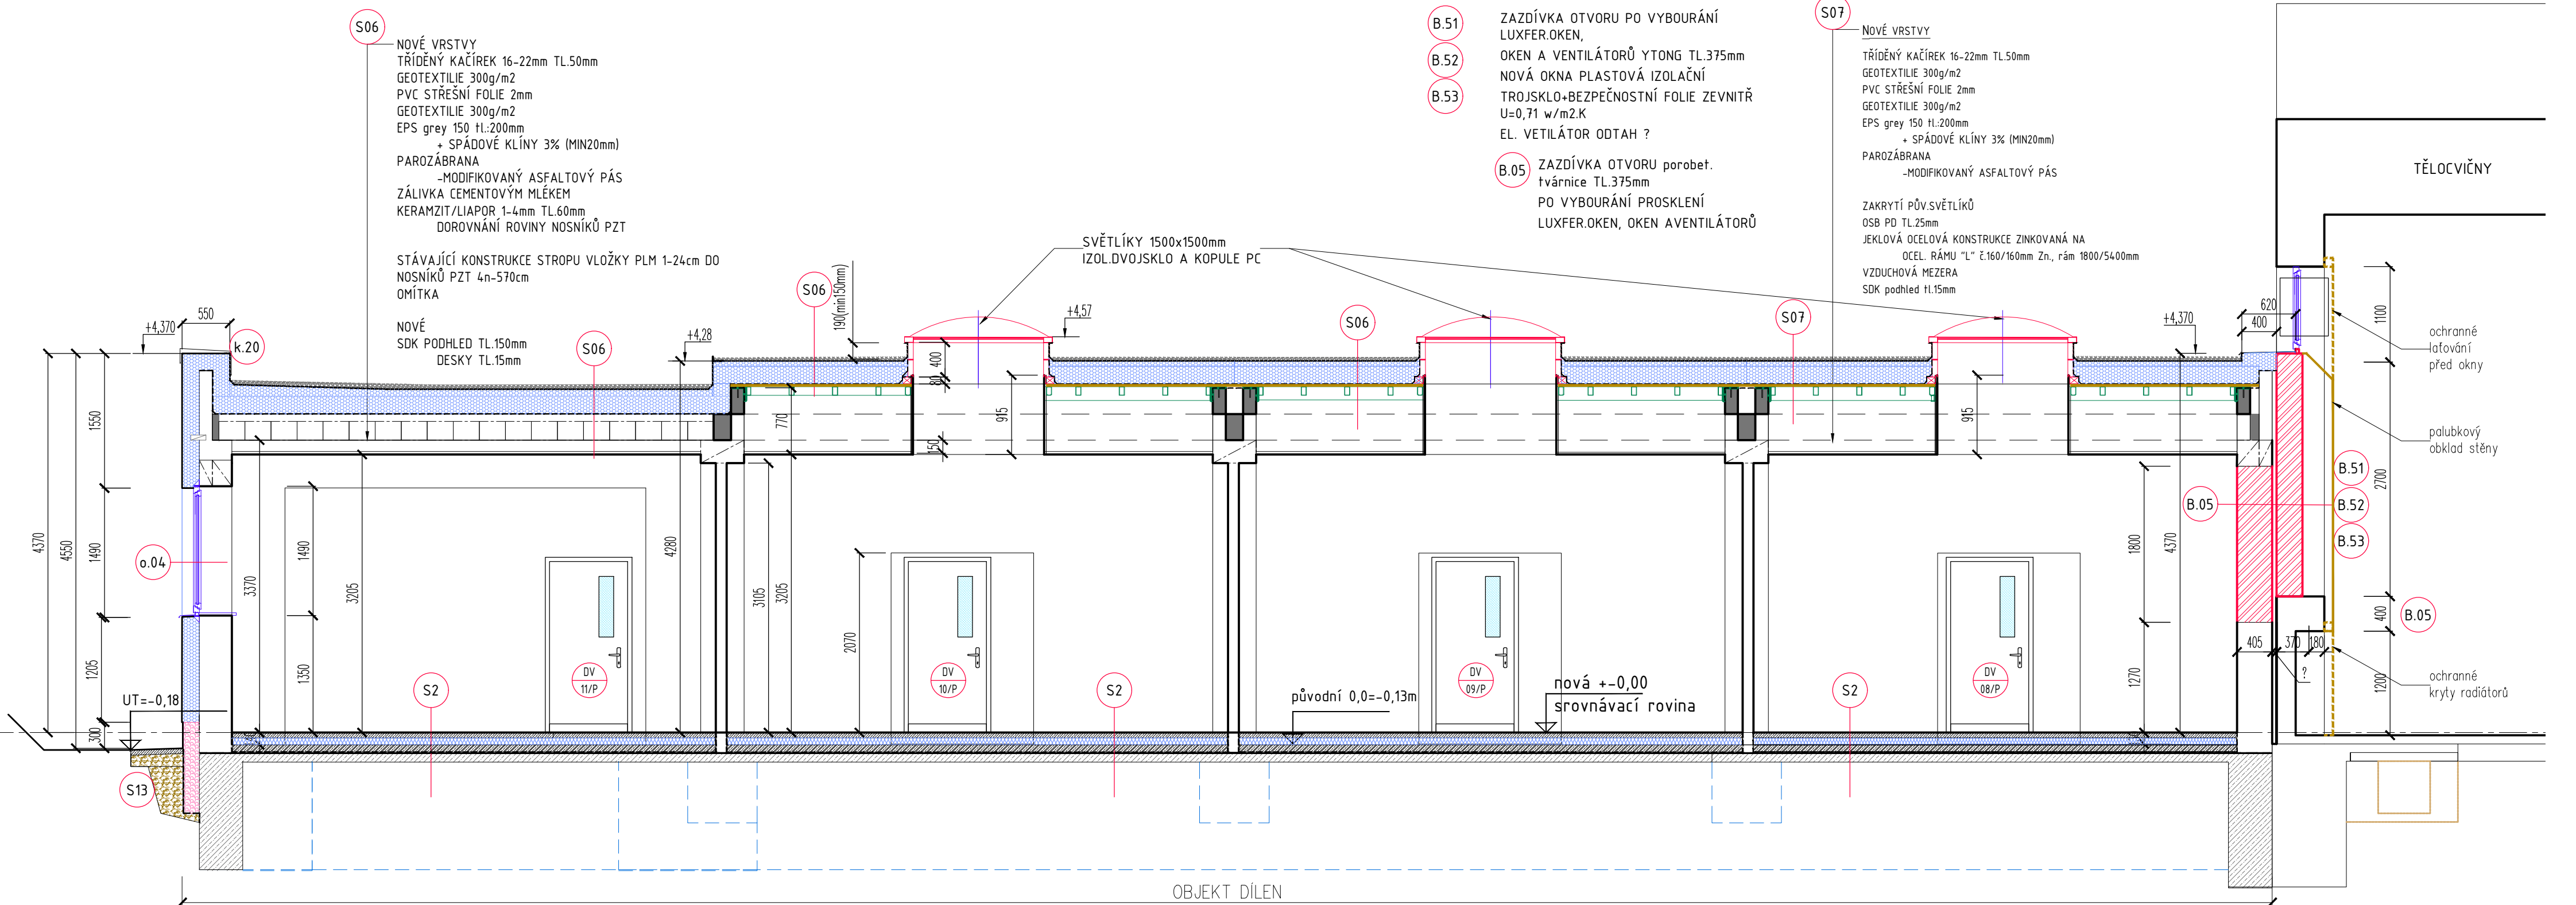 S06
NOVÉ VRSTVY
TŘÍDĚNÝ KAČÍREK 16-22mm TL.50mm
GEOTEXTILIE 300g/m2
PVC STŘEŠNÍ FOLIE 2mm
GEOTEXTILIE 300g/m2
EPS grey 150 tl.:200mm
+ SPÁDOVÉ KLÍNY 3% (MIN20mm)
PAROZÁBRANA
-MODIFIKOVANÝ ASFALTOVÝ PÁS
ZÁLIVKA CEMENTOVÝM MLÉKEM
KERAMZIT/LIAPOR 1-4mm TL.60mm
DOROVNÁNÍ ROVINY NOSNÍKŮ PZT
STÁVAJÍCÍ KONSTRUKCE STROPU VLOŽKY PLM 1-24cm DO
NOSNÍKŮ PZT 4n-570cm
OMÍTKA
NOVÉ
SDK PODHLED TL.150mm
DESKY TL.15mm
B.51
B.52
B.53
ZAZDÍVKA OTVORU PO VYBOURÁNÍ
LUXFER.OKEN,
OKEN A VENTILÁTORŮ YTONG TL.375mm
NOVÁ OKNA PLASTOVÁ IZOLAČNÍ
TROJSKLO+BEZPEČNOSTNÍ FOLIE ZEVNITŘ
U=0,71 w/m2.K
EL. VETILÁTOR ODTAH ?
B.05
ZAZDÍVKA OTVORU porobet.
tvárnice TL.375mm
PO VYBOURÁNÍ PROSKLENÍ
LUXFER.OKEN, OKEN AVENTILÁTORŮ
S07
NOVÉ VRSTVY
TŘÍDĚNÝ KAČÍREK 16-22mm TL.50mm
GEOTEXTILIE 300g/m2
PVC STŘEŠNÍ FOLIE 2mm
GEOTEXTILIE 300g/m2
EPS grey 150 tl.:200mm
+ SPÁDOVÉ KLÍNY 3% (MIN20mm)
PAROZÁBRANA
-MODIFIKOVANÝ ASFALTOVÝ PÁS
ZAKRYTÍ PŮV.SVĚTLÍKŮ
OSB PD TL.25mm
JEKLOVÁ OCELOVÁ KONSTRUKCE ZINKOVANÁ NA
OCEL. RÁMU "L" č.160/160mm Zn., rám 1800/5400mm
VZDUCHOVÁ MEZERA
SDK podhled tl.15mm
TĚLOCVIČNY
SVĚTLÍKY 1500x1500mm
IZOL.DVOJSKLO A KOPULE PC
550
+4,370
k.20
S06
+4,28
S06
190(min150mm)
+4,57
S06
S07
+4,370
620
400
1100
ochranné
laťování
před okny
palubkový
obklad stěny
400
80
915
770
150
915
1550
4370
4550
1490
o.04
3370
1490
3205
4280
3105
3205
2070
1350
1205
300
140
UT=-0,18
S13
S2
DV
11/P
DV
10/P
S2
původní 0,0=-0,13m
DV
09/P
nová +-0,00
srovnávací rovina
S2
DV
08/P
B.05
1800
4370
1270
B.51
B.52
B.53
2700
400
B.05
405
370
180
?
1200
ochranné
kryty radiátorů
OBJEKT DÍLEN